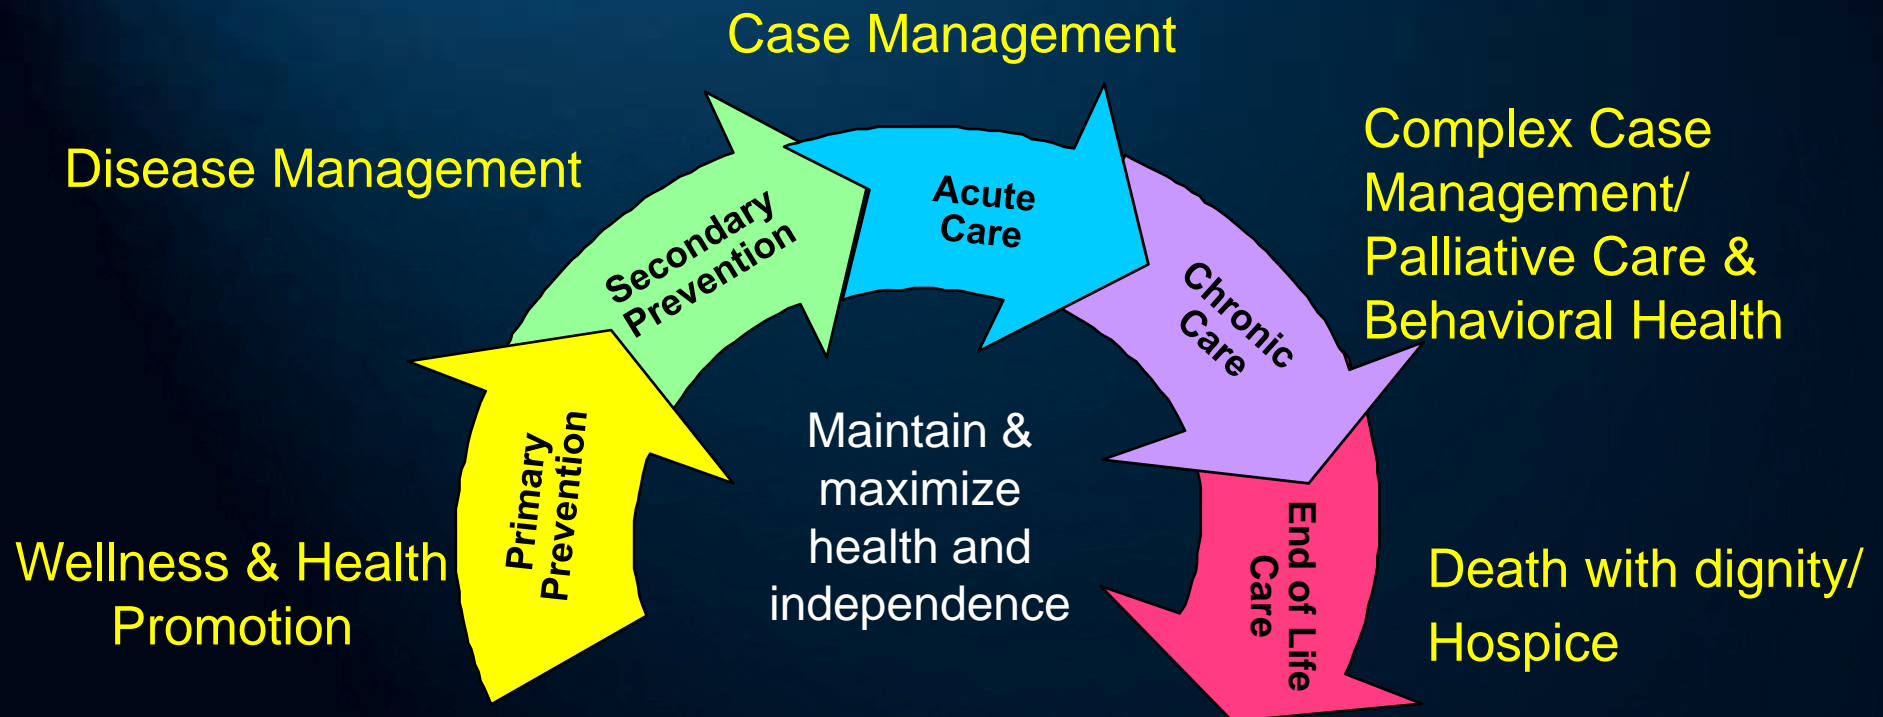 Case Management
Disease Management
Complex Case
Management/
Palliative Care &
Behavioral Health
Secondary
Prevention
Acute
Care
Chronic
Care
Primary
Prevention
Maintain &
maximize
health and
independence
End of Life
Care
Wellness & Health
Promotion
Death with dignity/
Hospice